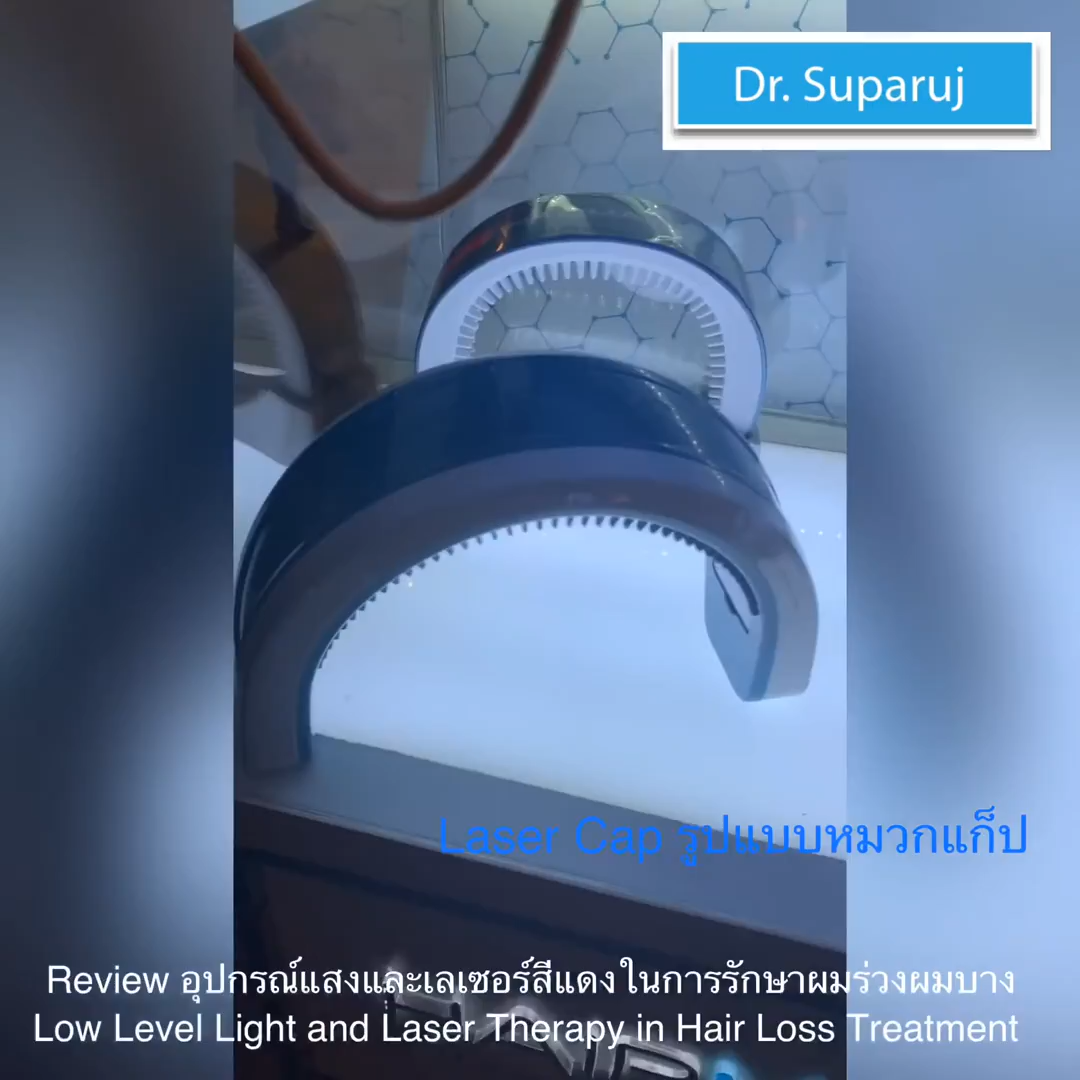 Dr. Suparuj
Laser Cap รูปแบบหมวกแก็ป
Review อุปกรณ์แสงและเลเซอร์สีแดงในการรักษาผมร่วงผมบาง
Low Level Light and Laser Therapy in Hair Loss Treatment